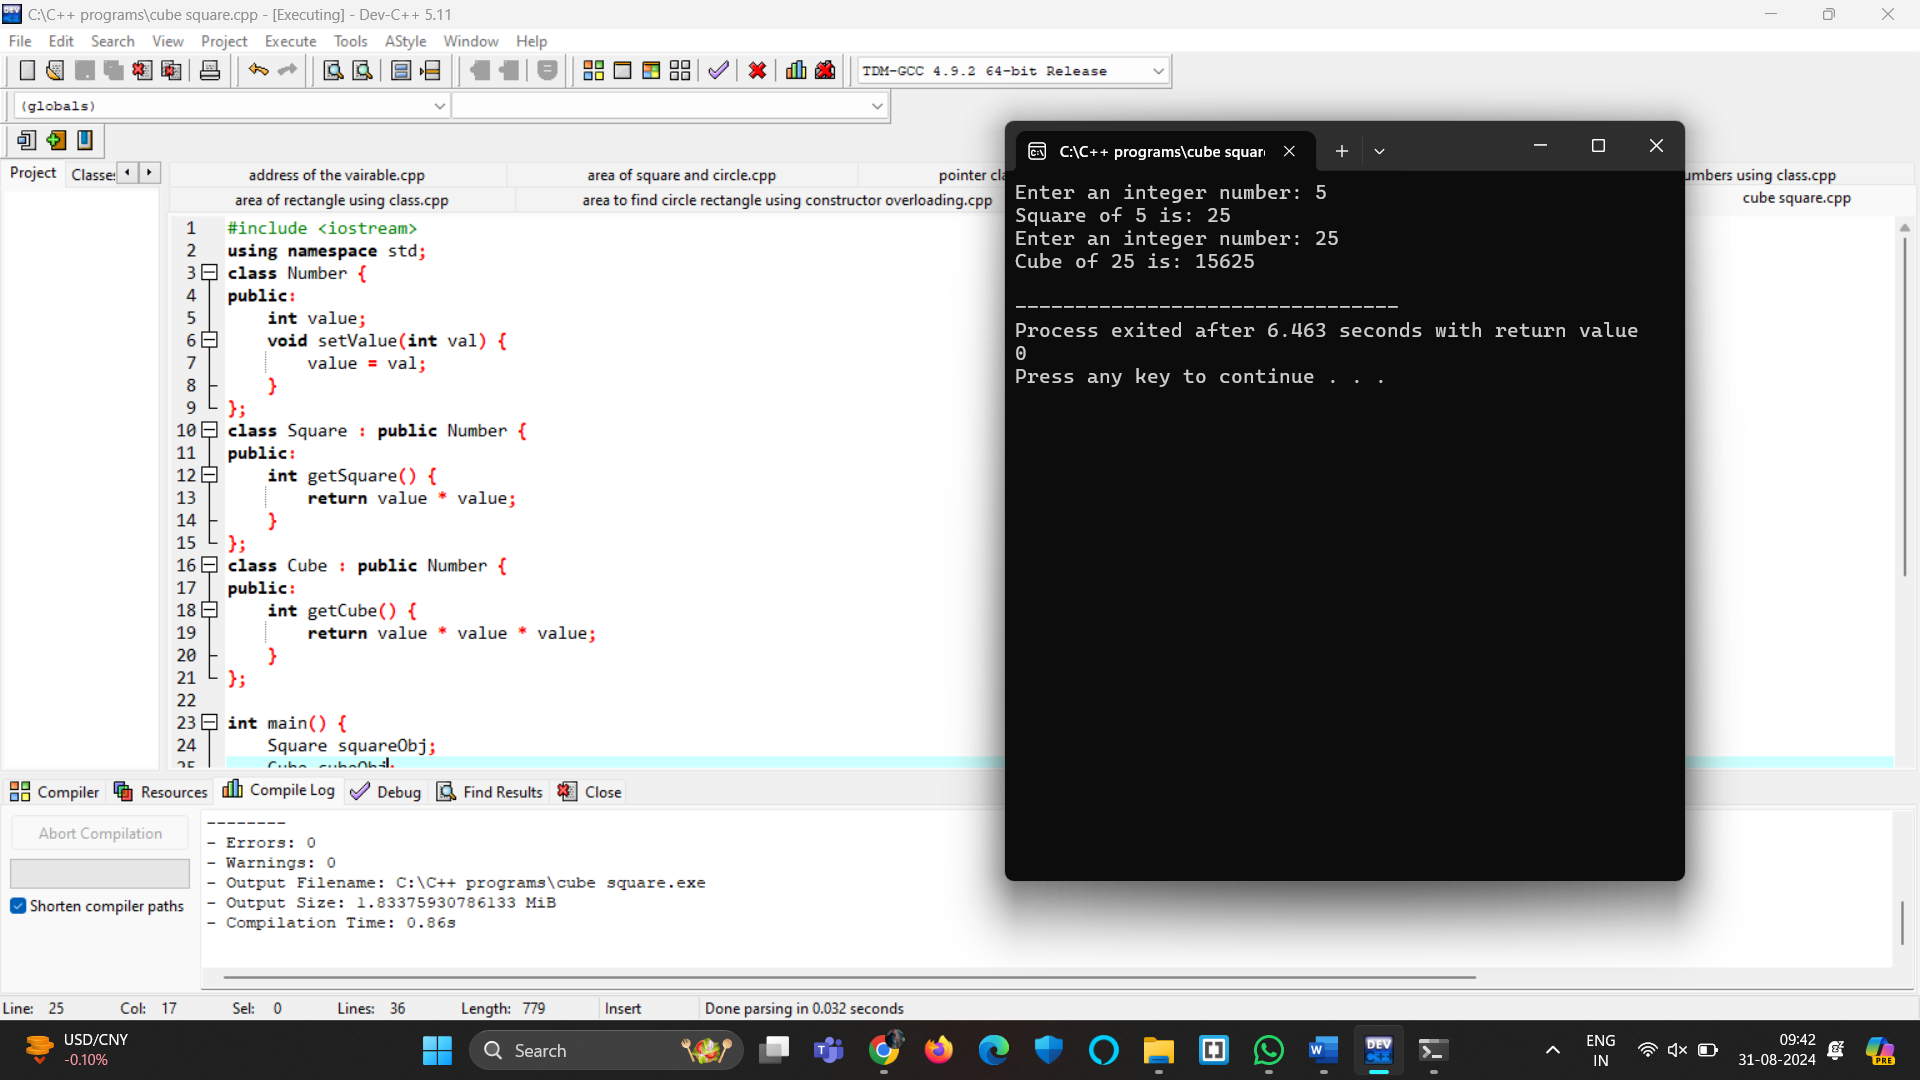 C:\C++ programs\cube square.cpp - [Executing] - Dev-C++ 5.11
File Edit Search View Project Execute Tools AStyle Window Help
TDM-GCC 4.9.2 64-bit Release
(globals)
Project Classes
address of the vairable.cpp area of square and circle.cpp pointer cla umbers using class.cpp
area of rectangle using class.cpp area to find circle rectangle using constructor overloading.cpp cube square.cpp
1 #include <iostream>
2 using namespace std;
3 class Number {
4 public:
5 int value;
6 void setValue(int val) {
7 value = val;
8 }
9 };
10 class Square : public Number {
11 public:
12 int getSquare() {
13 return value * value;
14 }
15 };
16 class Cube : public Number {
17 public:
18 int getCube() {
19 return value * value * value;
20 }
21 };
22
23 int main() {
24 Square squareObj;
25 Cube cubeObj;
C:\C++ programs\cube squar
Enter an integer number: 5
Square of 5 is: 25
Enter an integer number: 25
Cube of 25 is: 15625
--------------------------------
Process exited after 6.463 seconds with return value
0
Press any key to continue . . .
Compiler Resources Compile Log Debug Find Results Close
Abort Compilation
Shorten compiler paths
--------
- Errors: 0
- Warnings: 0
- Output Filename: C:\C++ programs\cube square.exe
- Output Size: 1.83375930786133 MiB
- Compilation Time: 0.86s
Line: 25 Col: 17 Sel: 0 Lines: 36 Length: 779 Insert Done parsing in 0.032 seconds
USD/CNY
-0.10%
Search
DEV
C++
ENG
IN
09:42
31-08-2024
PRE